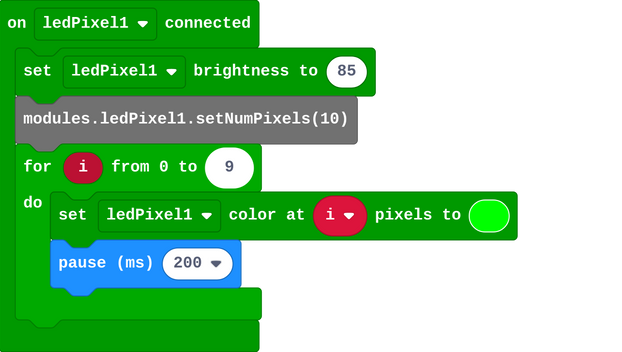 on ledPixel1 connected
set ledPixel1 brightness to 85
modules.ledPixel1.setNumPixels(10)
for i from 0 to 9
do
set ledPixel1 color at i pixels to
pause (ms) 200